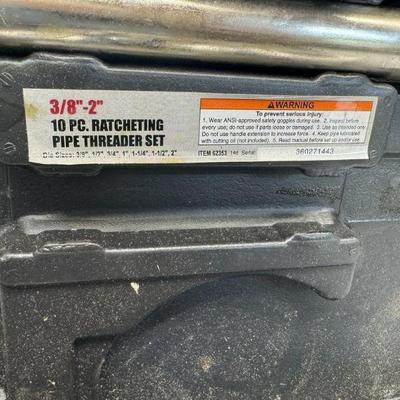 3/8"-2"
10 PC. RATCHETING
PIPE THREADER SET
Die Sizes: 3/8", 1/2", 3/4", 1", 1-1/4", 1-1/2", 2"
WARNING
To prevent serious injury:
1. Wear ANSI-approved safety goggles during use. 2. Inspect before
every use; do not use if parts loose or damaged. 3. Use as intended only.
Do not use handle extension to increase force. 4. Keep pipe lubricated
with cutting oil (not included). 5. Read manual before set up and/or use.
ITEM 62353 14d Serial: 360271443